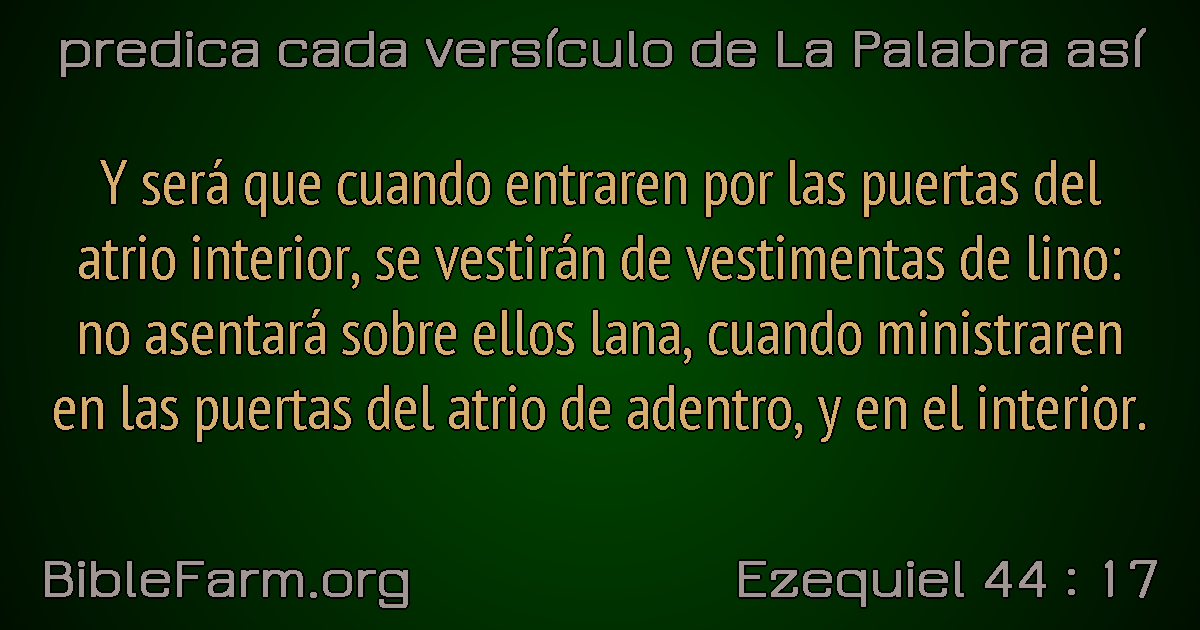 predica cada versículo de La Palabra así
Y será que cuando entraren por las puertas del
atrio interior, se vestirán de vestimentas de lino:
no asentará sobre ellos lana, cuando ministraren
en las puertas del atrio de adentro, y en el interior.
BibleFarm.org
Ezequiel 44 : 17